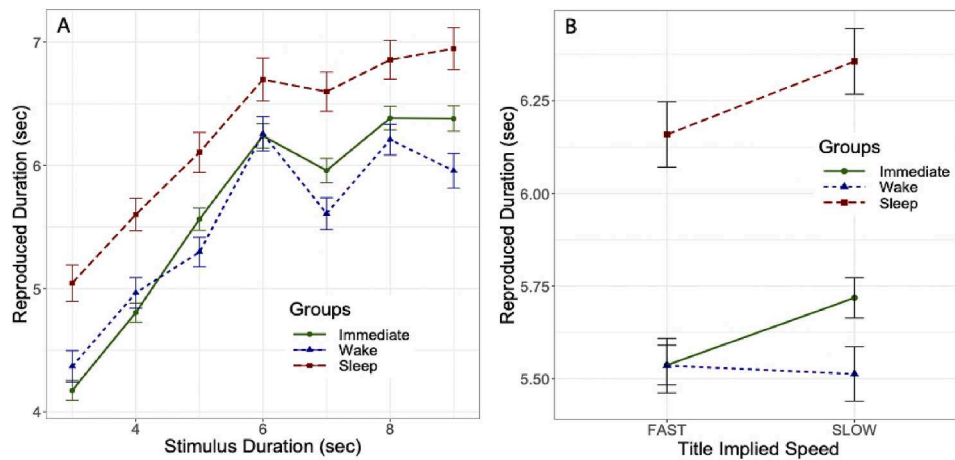 A
Reproduced Duration (sec)
7
6
5
4
Groups
Immediate
Wake
Sleep
4
6
8
Stimulus Duration (sec)
B
Reproduced Duration (sec)
6.25
6.00
5.75
5.50
Groups
Immediate
Wake
Sleep
FAST
SLOW
Title Implied Speed